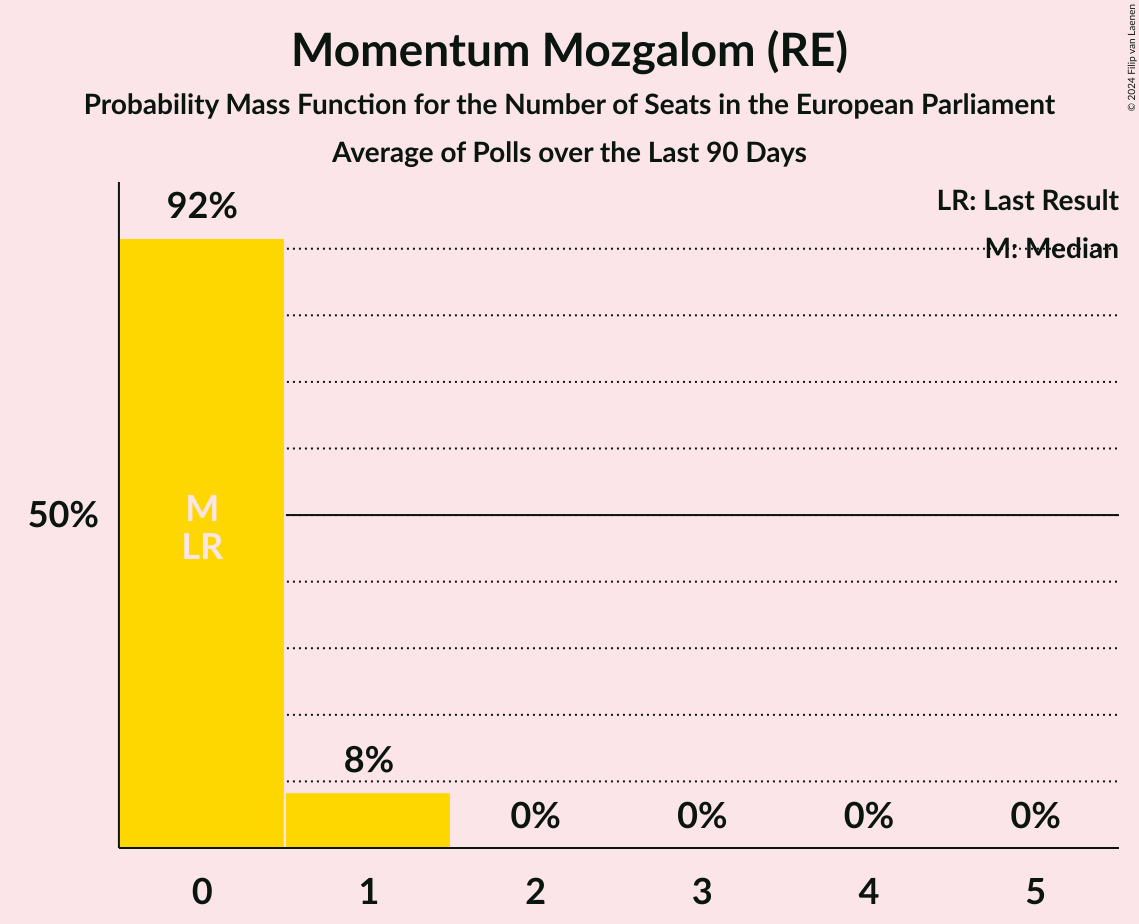 Momentum Mozgalom (RE)
Probability Mass Function for the Number of Seats in the European Parliament
Average of Polls over the Last 90 Days
© 2024 Filip van Laenen
LR: Last Result
M: Median
92%
50%
M
LR
8%
0%
0%
0%
0%
0
1
2
3
4
5